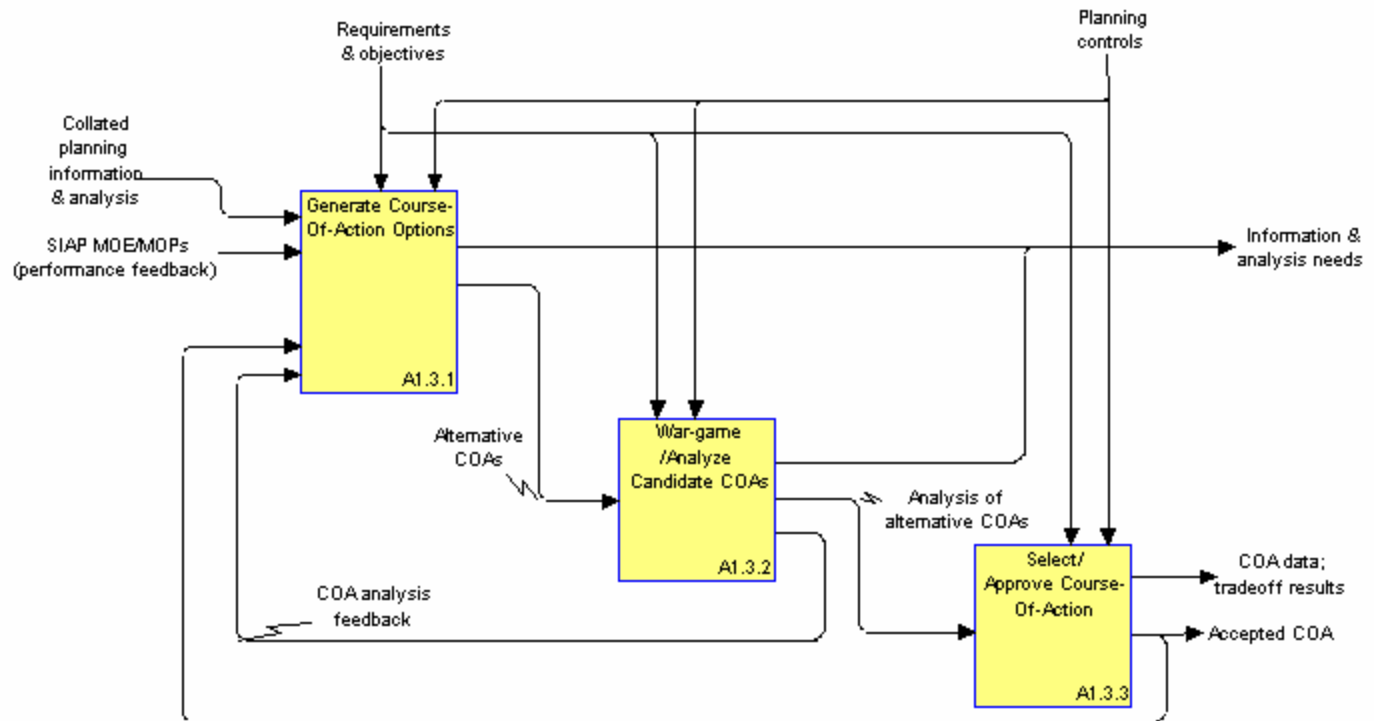 Requirements
& objectives
Planning
controls
Collated
planning
information
& analysis
SIAP MOE/MOPs
(performance feedback)
Generate Course-
Of-Action Options
A1.3.1
Information &
analysis needs
Alternative
COAs
War-game
/Analyze
Candidate COAs
A1.3.2
Analysis of
alternative COAs
COA analysis
feedback
Select/
Approve Course-
Of-Action
A1.3.3
COA data;
tradeoff results
Accepted COA